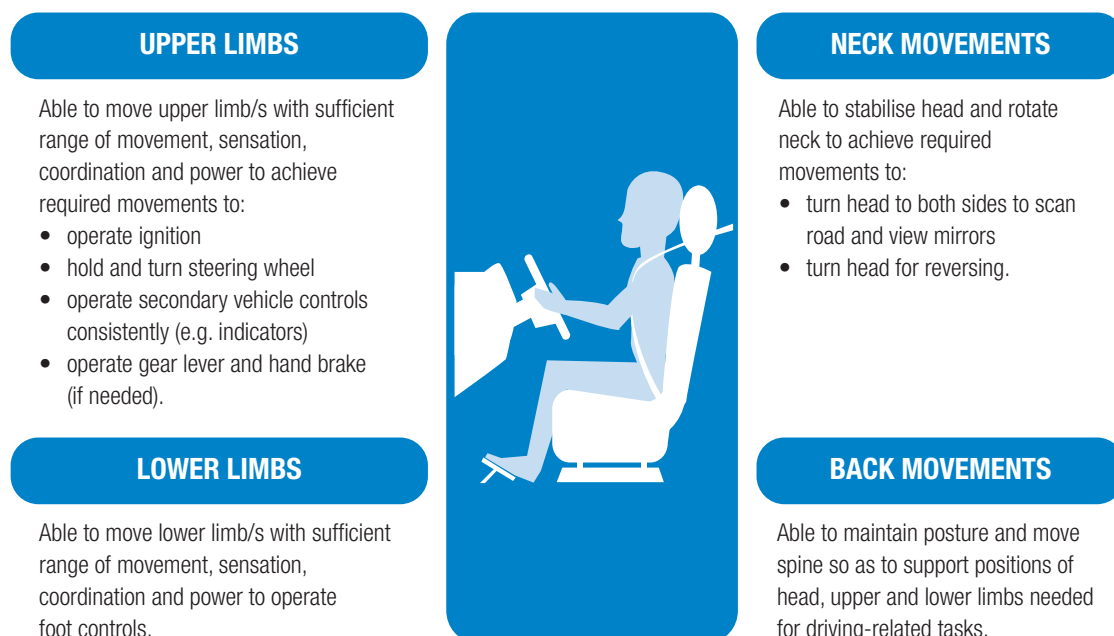 UPPER LIMBS
Able to move upper limb/s with sufficient
range of movement, sensation,
coordination and power to achieve
required movements to:
• operate ignition
• hold and turn steering wheel
• operate secondary vehicle controls
consistently (e.g. indicators)
• operate gear lever and hand brake
(if needed).
LOWER LIMBS
Able to move lower limb/s with sufficient
range of movement, sensation,
coordination and power to operate
foot controls.
NECK MOVEMENTS
Able to stabilise head and rotate
neck to achieve required
movements to:
• turn head to both sides to scan
road and view mirrors
• turn head for reversing.
BACK MOVEMENTS
Able to maintain posture and move
spine so as to support positions of
head, upper and lower limbs needed
for driving-related tasks.